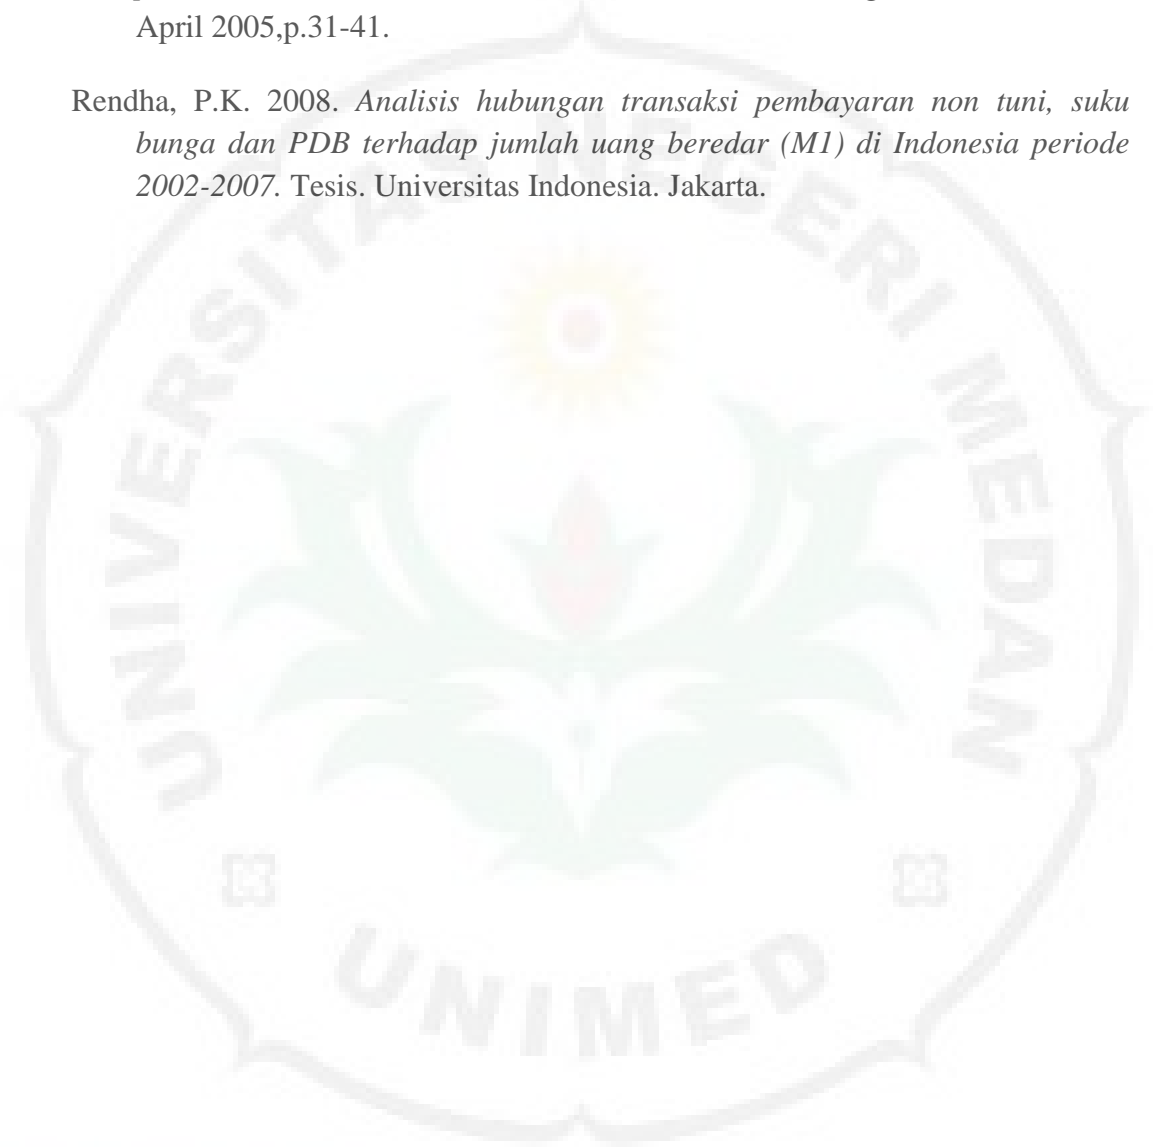 April 2005,p.31-41.
Rendha, P.K. 2008. Analisis hubungan transaksi pembayaran non tuni, suku
bunga dan PDB terhadap jumlah uang beredar (M1) di Indonesia periode
2002-2007. Tesis. Universitas Indonesia. Jakarta.
UNIVERSITAS NEGERI MEDAN
UNIMED